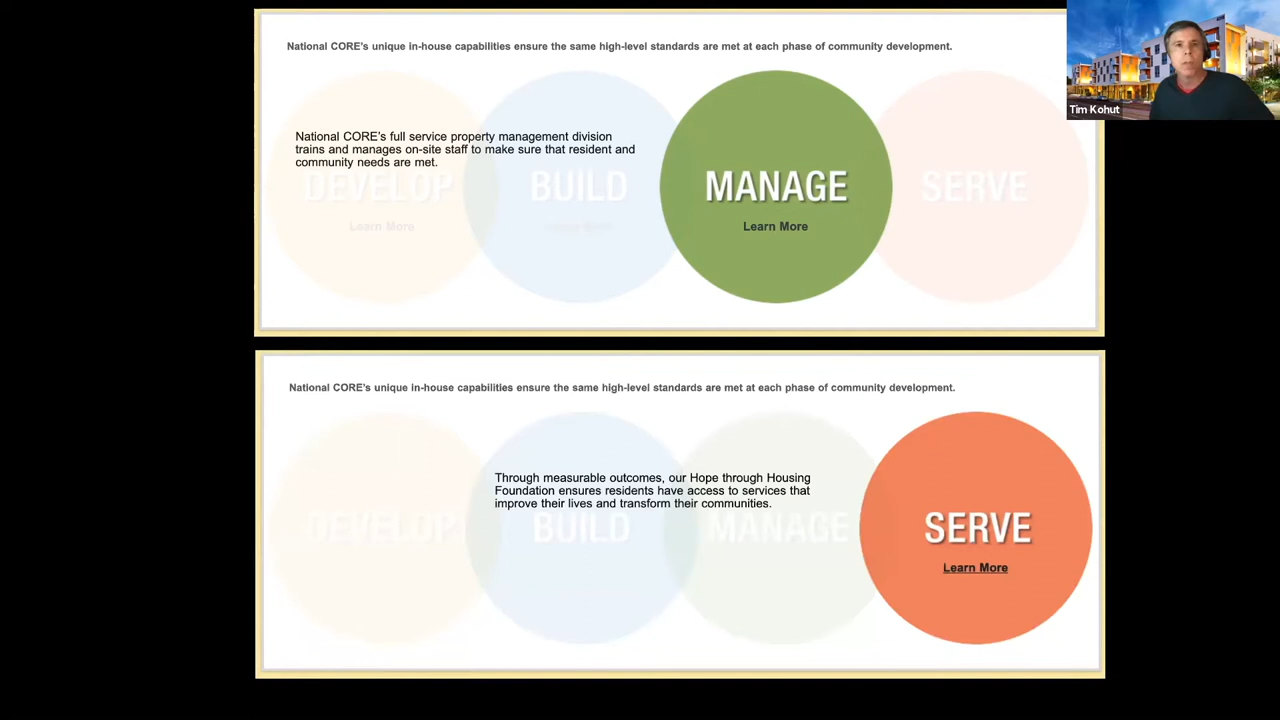 National CORE's unique in-house capabilities ensure the same high-level standards are met at each phase of community development.
Tim Kohut
National CORE's full service property management division
trains and manages on-site staff to make sure that resident and
community needs are met.
DEVELOP
BUILD
MANAGE
SERVE
Learn More
Learn More
National CORE's unique in-house capabilities ensure the same high-level standards are met at each phase of community development.
Through measurable outcomes, our Hope through Housing
Foundation ensures residents have access to services that
improve their lives and transform their communities.
DEVELOP
BUILD
MANAGE
SERVE
Learn More